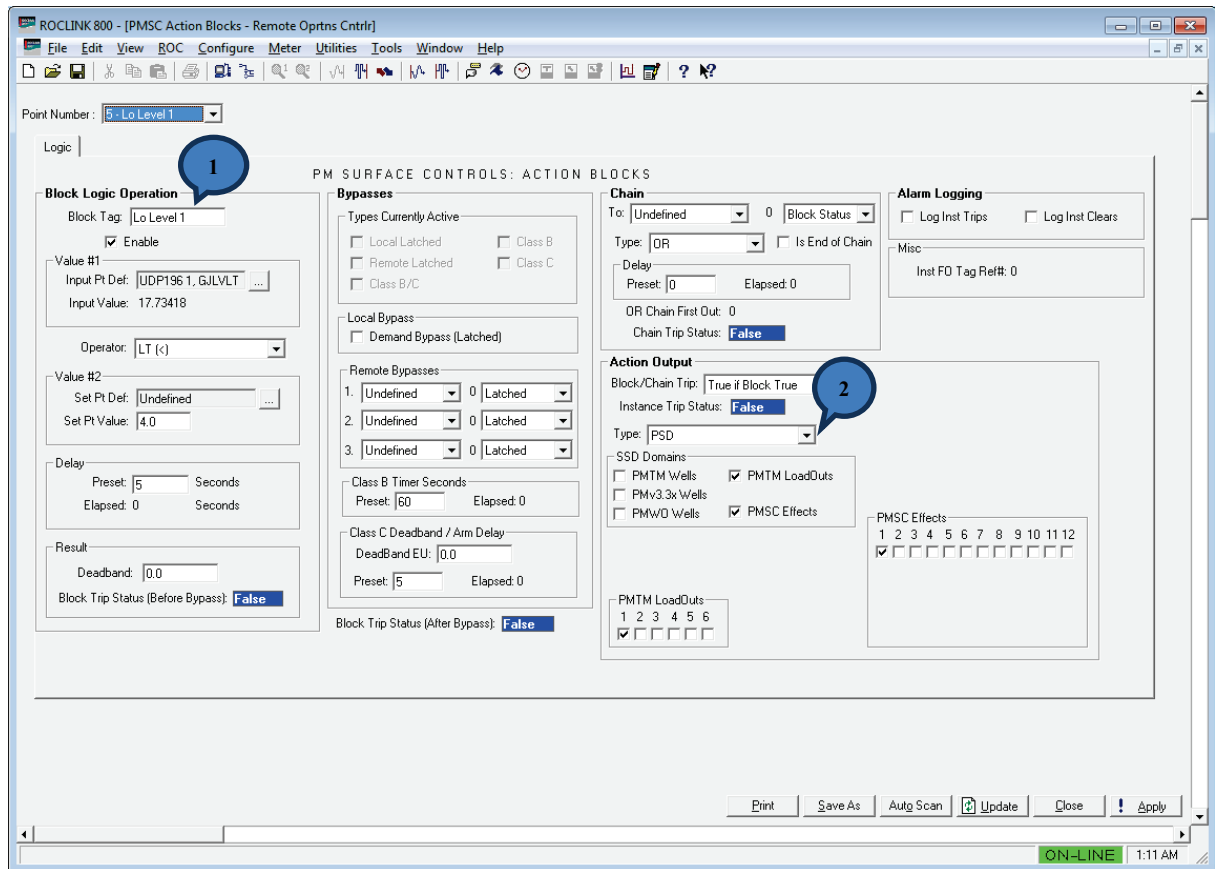 ROCLINK 800 - [PMSC Action Blocks - Remote Oprtns Cntrlr]
File Edit View ROC Configure Meter Utilities Tools Window Help
Point Number : 5 - Lo Level 1
Logic
1
PM SURFACE CONTROLS: ACTION BLOCKS
Block Logic Operation
Block Tag: Lo Level 1
Enable
Value #1
Input Pt Def: UDP196 1, GJLVLT ...
Input Value: 17.73418
Operator: LT (<)
Value #2
Set Pt Def: Undefined ...
Set Pt Value: 4.0
Delay
Preset: 5 Seconds
Elapsed: 0 Seconds
Result
Deadband: 0.0
Block Trip Status (Before Bypass): False
Bypasses
Types Currently Active
Local Latched Class B
Remote Latched Class C
Class B/C
Local Bypass
Demand Bypass (Latched)
Remote Bypasses
1. Undefined 0 Latched
2. Undefined 0 Latched
3. Undefined 0 Latched
Class B Timer Seconds
Preset: 60 Elapsed: 0
Class C Deadband / Arm Delay
DeadBand EU: 0.0
Preset: 5 Elapsed: 0
Block Trip Status (After Bypass): False
Chain
To: Undefined 0 Block Status
Type: OR Is End of Chain
Delay
Preset: 0 Elapsed: 0
OR Chain First Out: 0
Chain Trip Status: False
Action Output
Block/Chain Trip: True if Block True
2
Instance Trip Status: False
Type: PSD
SSD Domains
PMTM Wells PMTM LoadOuts
PMv3.3x Wells
PMWO Wells PMSC Effects
PMSC Effects
1 2 3 4 5 6 7 8 9 10 11 12
PMTM LoadOuts
1 2 3 4 5 6
Alarm Logging
Log Inst Trips Log Inst Clears
Misc
Inst FO Tag Ref#: 0
Print Save As Auto Scan Update Close ! Apply
ON-LINE 1:11 AM